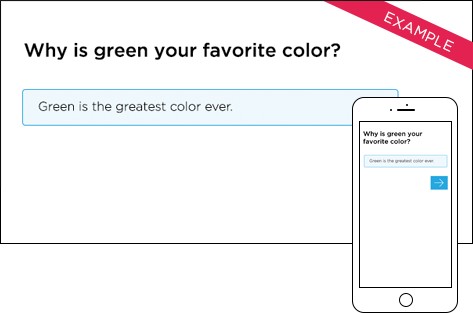 EXAMPLE
Why is green your favorite color?
Green is the greatest color ever.
Why is green your
favorite color?
Green is the greatest color ever.